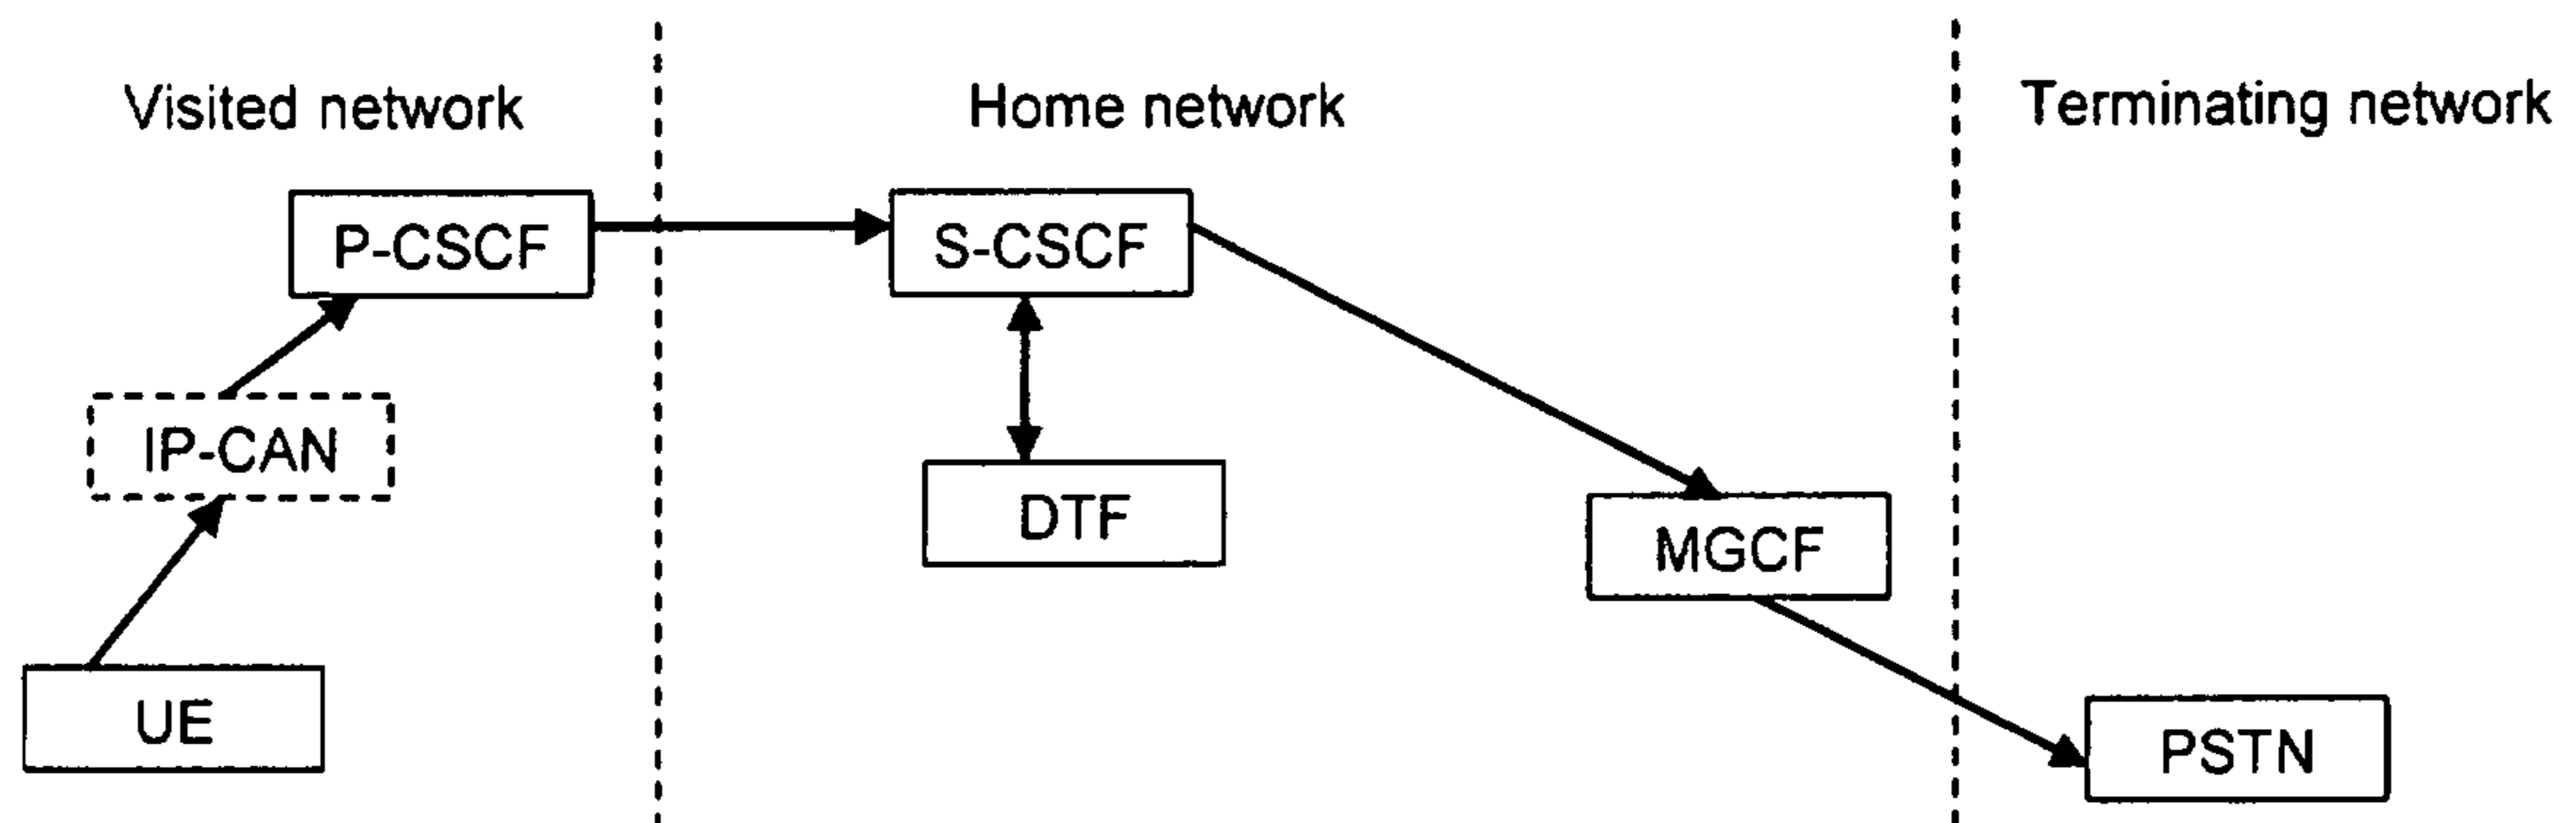 Visited network
Home network
Terminating network
P-CSCF
S-CSCF
IP-CAN
DTF
MGCF
UE
PSTN